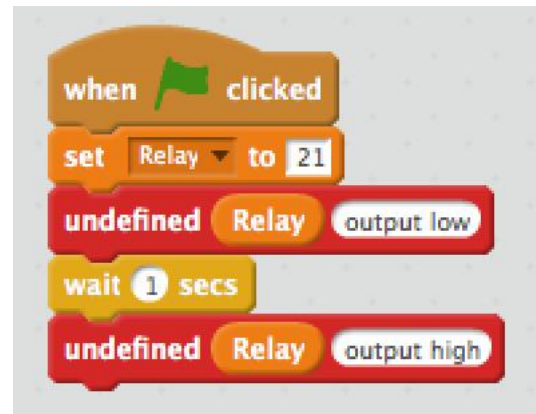 when clicked
set Relay to 21
undefined Relay output low
wait 1 secs
undefined Relay output high